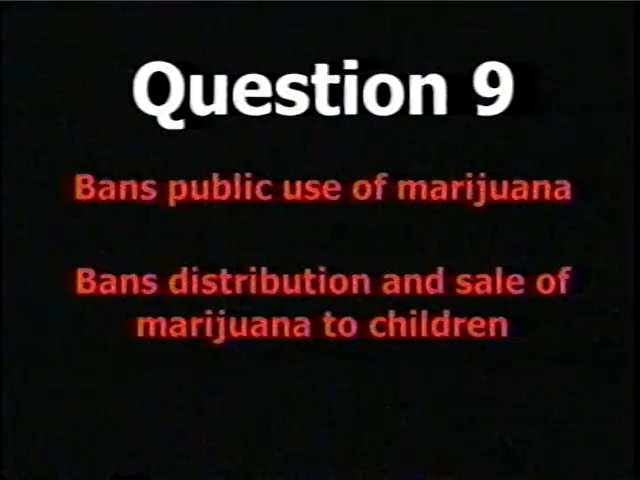 Question 9
Bans public use of marijuana
Bans distribution and sale of
marijuana to children